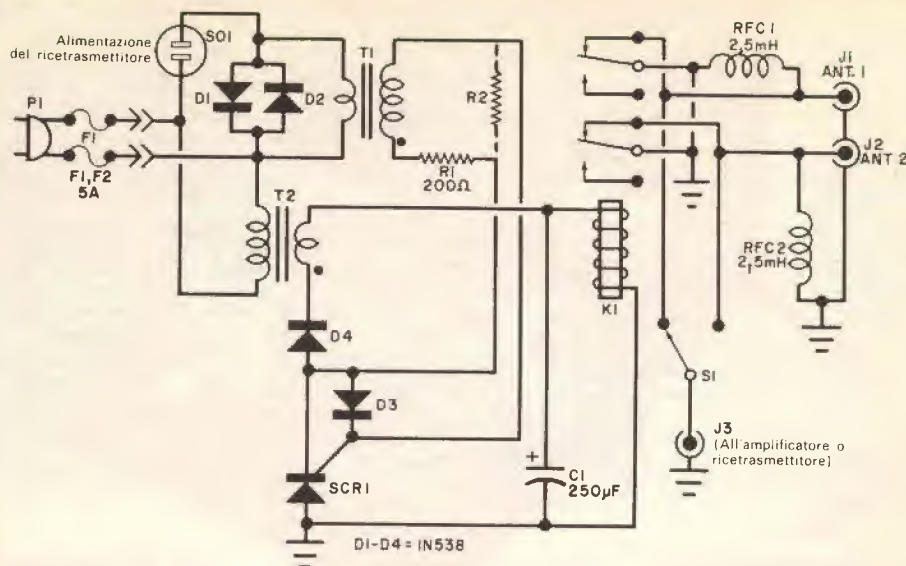 Alimentazione
del ricetrasmettitore
SO1
P1
F1
F1,F2
5A
D1
D2
T1
R2
R1
200Ω
T2
D4
D3
SCR1
D1-D4=IN538
C1
250µF
+
K1
RFC1
2,5mH
J1
ANT. 1
J2
ANT 2
RFC2
2,5mH
S1
J3
(All'amplificatore o
ricetrasmettitore)